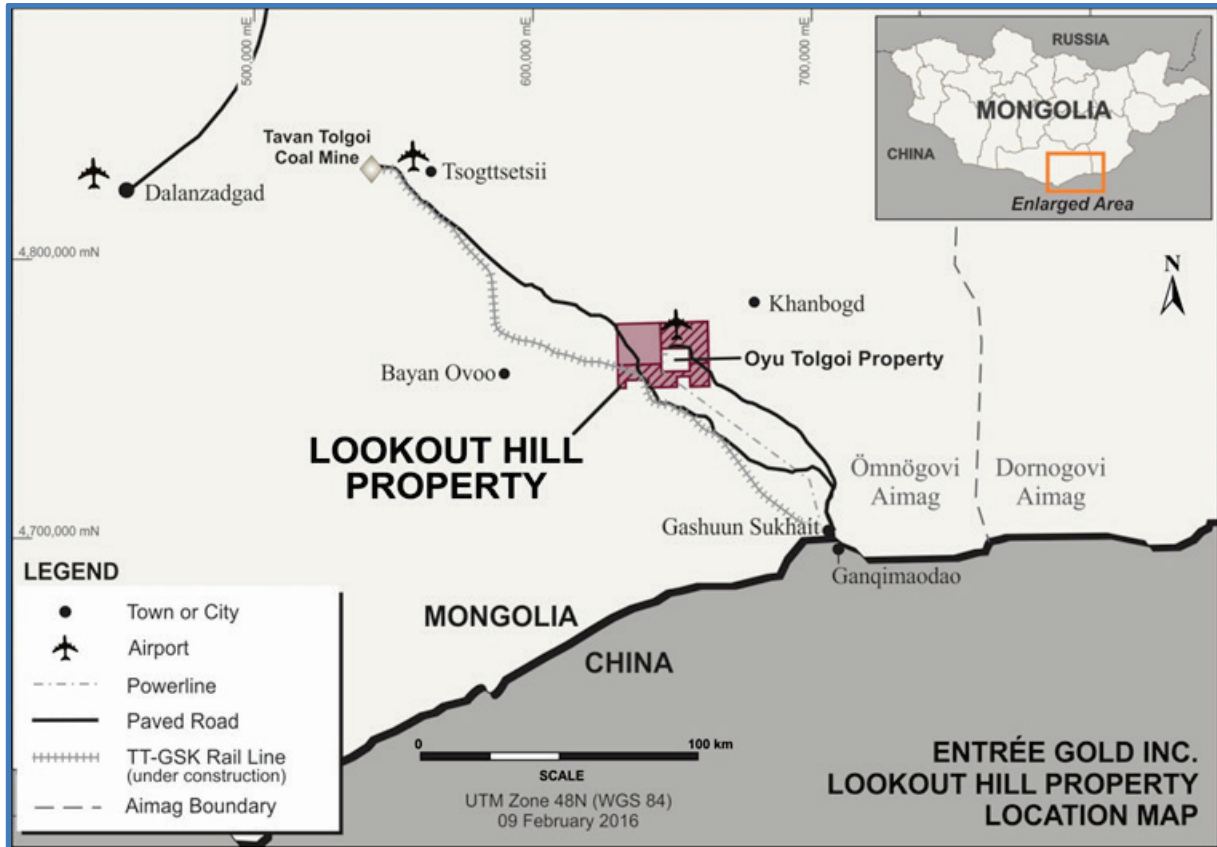 500,000 mE
600,000 mE
700,000 mE
RUSSIA
MONGOLIA
CHINA
Enlarged Area
Tavan Tolgoi
Coal Mine
Tsogttsetsii
Dalanzadgad
4,800,000 mN
N
Khanbogd
Oyu Tolgoi Property
Bayan Ovoo
LOOKOUT HILL
PROPERTY
Ömnögovi
Aimag
Dornogovi
Aimag
4,700,000 mN
Gashuun Sukhait
Ganqimaodao
MONGOLIA
CHINA
LEGEND
Town or City
Airport
Powerline
Paved Road
TT-GSK Rail Line
(under construction)
Aimag Boundary
0 100 km
SCALE
UTM Zone 48N (WGS 84)
09 February 2016
ENTRÉE GOLD INC.
LOOKOUT HILL PROPERTY
LOCATION MAP